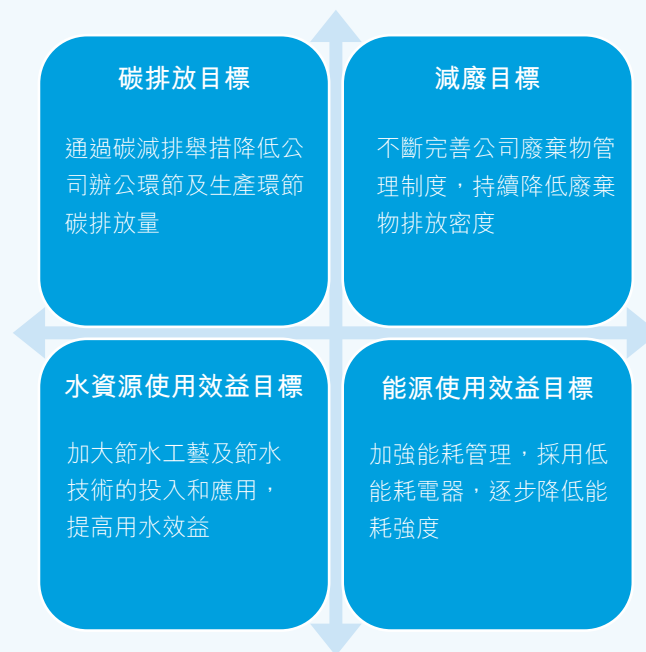 碳排放目標
通過碳減排舉措降低公
司辦公環節及生產環節
碳排放量
減廢目標
不斷完善公司廢棄物管
理制度，持續降低廢棄
物排放密度
水資源使用效益目標
加大節水工藝及節水
技術的投入和應用，
提高用水效益
能源使用效益目標
加強能耗管理，採用低
能耗電器，逐步降低能
耗強度